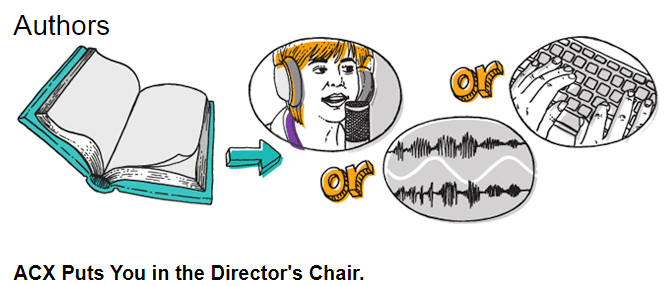 Authors
or
or
ACX Puts You in the Director's Chair.